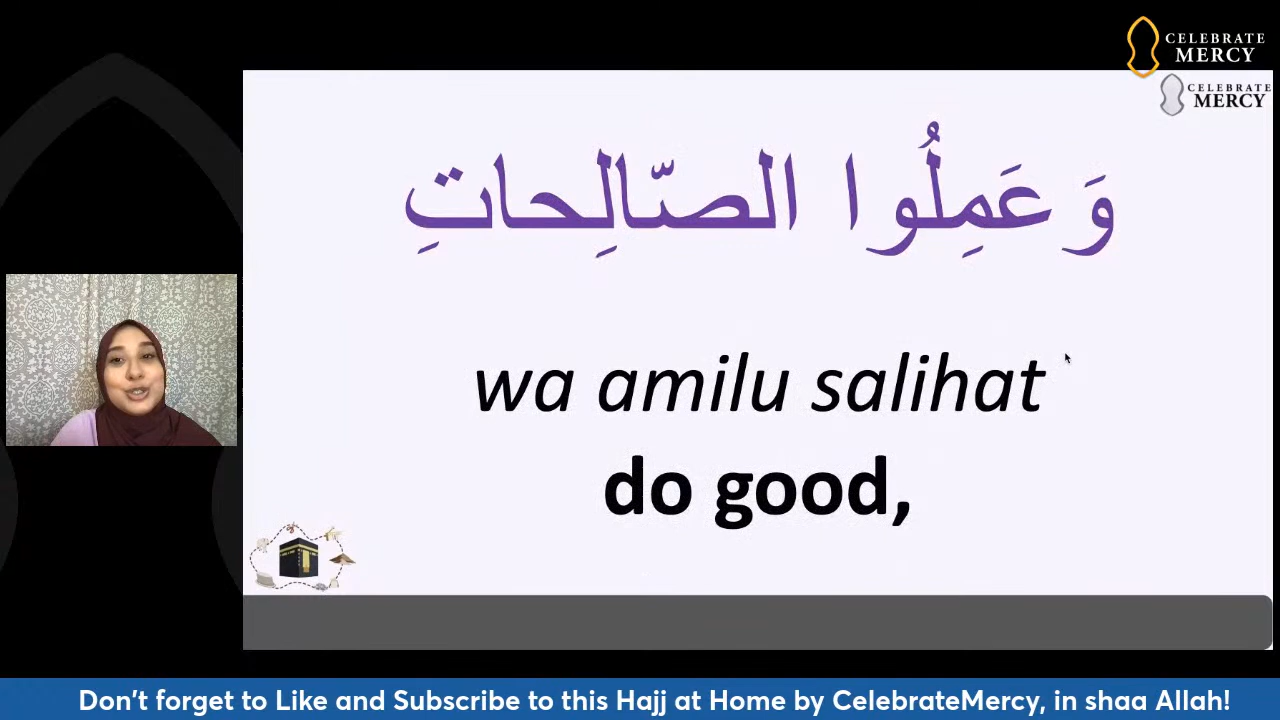 CELEBRATE
MERCY
CELEBRATE
MERCY
وَعَمِلُوا الصَّالِحاتِ
wa amilu salihat
do good,
Don't forget to Like and Subscribe to this Hajj at Home by CelebrateMercy, in shaa Allah!